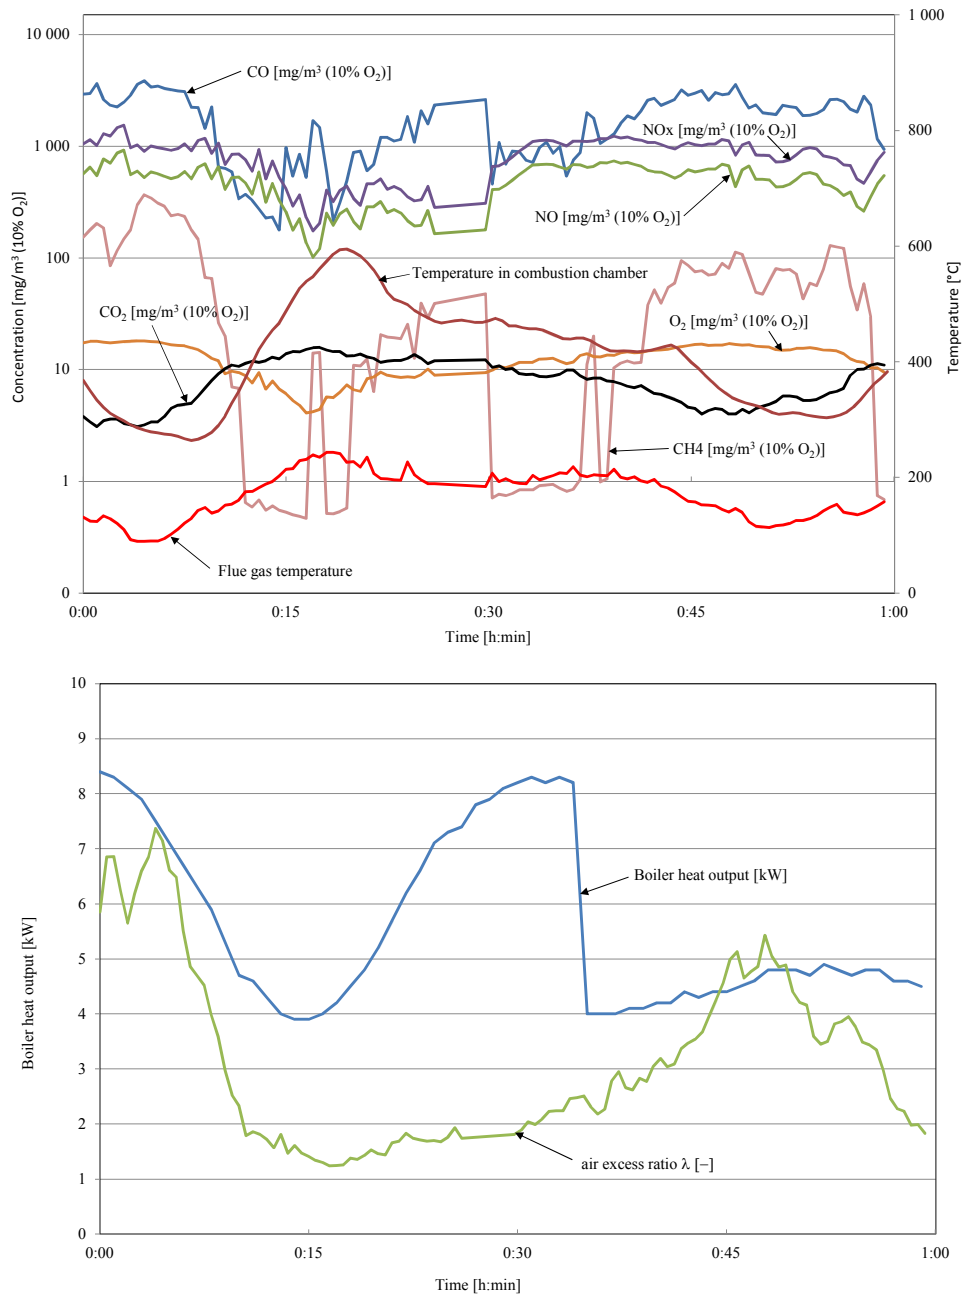 10 000
1 000
100
10
1
0
Concentration [mg/m³ (10% O₂)]
1 000
800
600
400
200
0
Temperature [°C]
CO [mg/m³ (10% O₂)]
NOx [mg/m³ (10% O₂)]
NO [mg/m³ (10% O₂)]
Temperature in combustion chamber
CO₂ [mg/m³ (10% O₂)]
O₂ [mg/m³ (10% O₂)]
CH4 [mg/m³ (10% O₂)]
Flue gas temperature
0:00
0:15
0:30
0:45
1:00
Time [h:min]
10
9
8
7
6
5
4
3
2
1
0
Boiler heat output [kW]
Boiler heat output [kW]
air excess ratio λ [−]
0:00
0:15
0:30
0:45
1:00
Time [h:min]